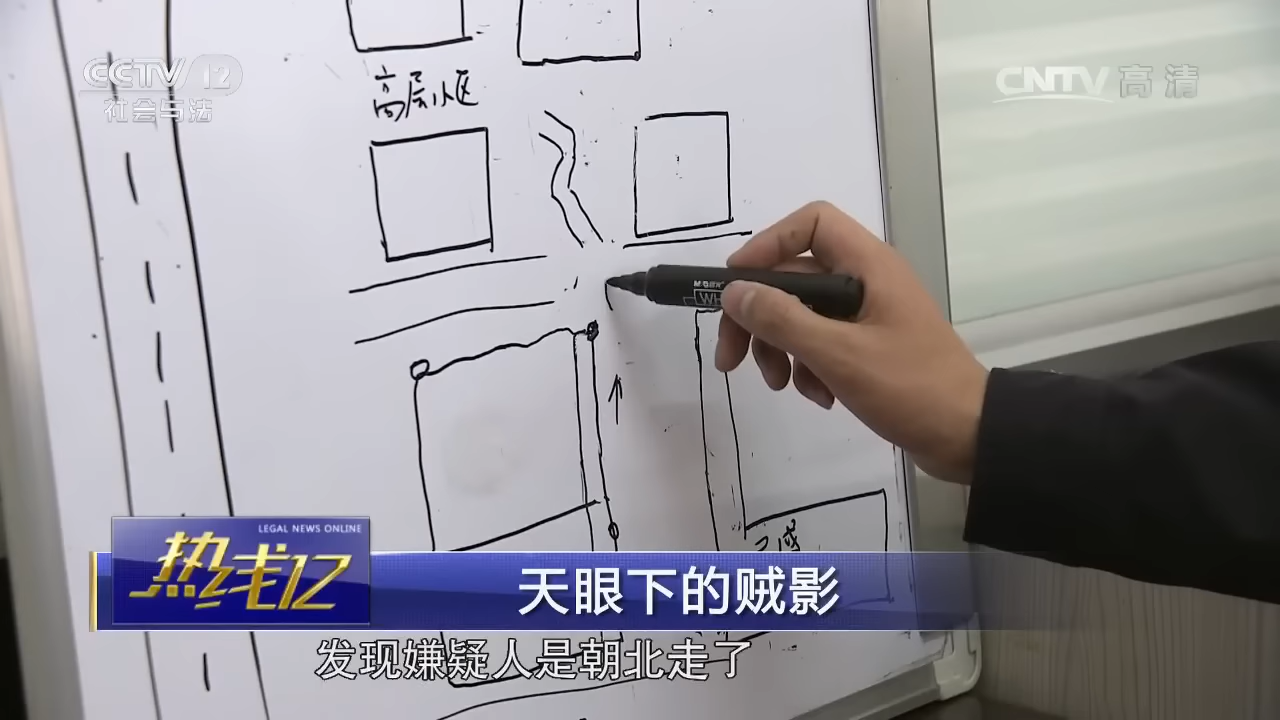 CCTV 12
社会与法
CNTV 高清
高层小区
M&G
WH
LEGAL NEWS ONLINE
热线12
天眼下的贼影
发现嫌疑人是朝北走了